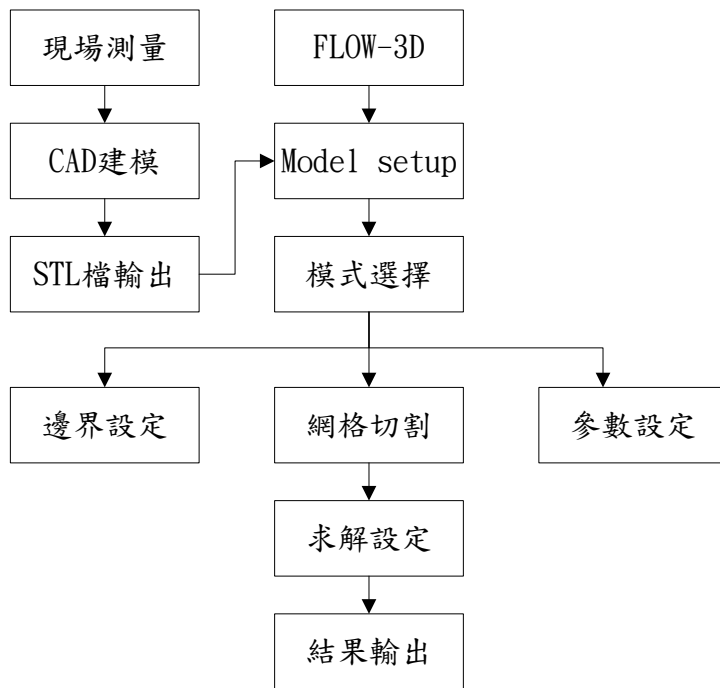 現場測量
FLOW-3D
CAD建模
Model setup
STL檔輸出
模式選擇
邊界設定
網格切割
參數設定
求解設定
結果輸出